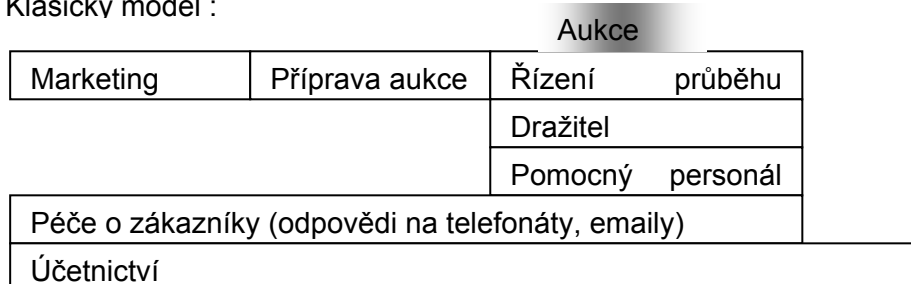 Klasický model :
Aukce
Marketing
Příprava aukce
Řízení průběhu
Dražitel
Pomocný personál
Péče o zákazníky (odpovědi na telefonáty, emaily)
Účetnictví